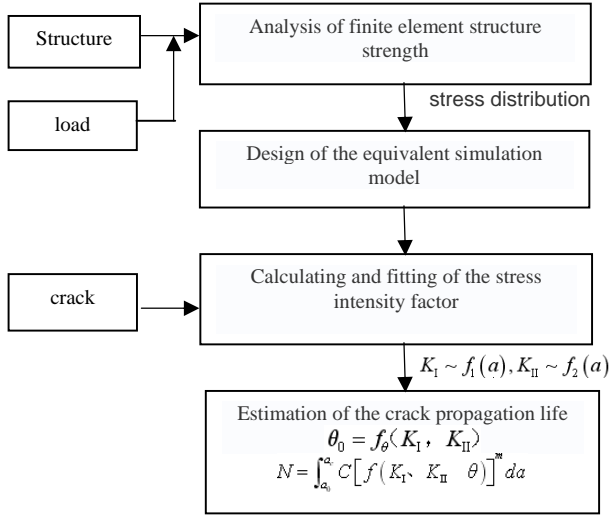 Structure
load
Analysis of finite element structure
strength
stress distribution
Design of the equivalent simulation
model
crack
Calculating and fitting of the stress
intensity factor
K_I ~ f_1(a), K_II ~ f_2(a)
Estimation of the crack propagation life
θ_0 = f_θ(K_I, K_II)
N = ∫_{a_0}^{a_c} C[f(K_I、K_II θ)]^m da